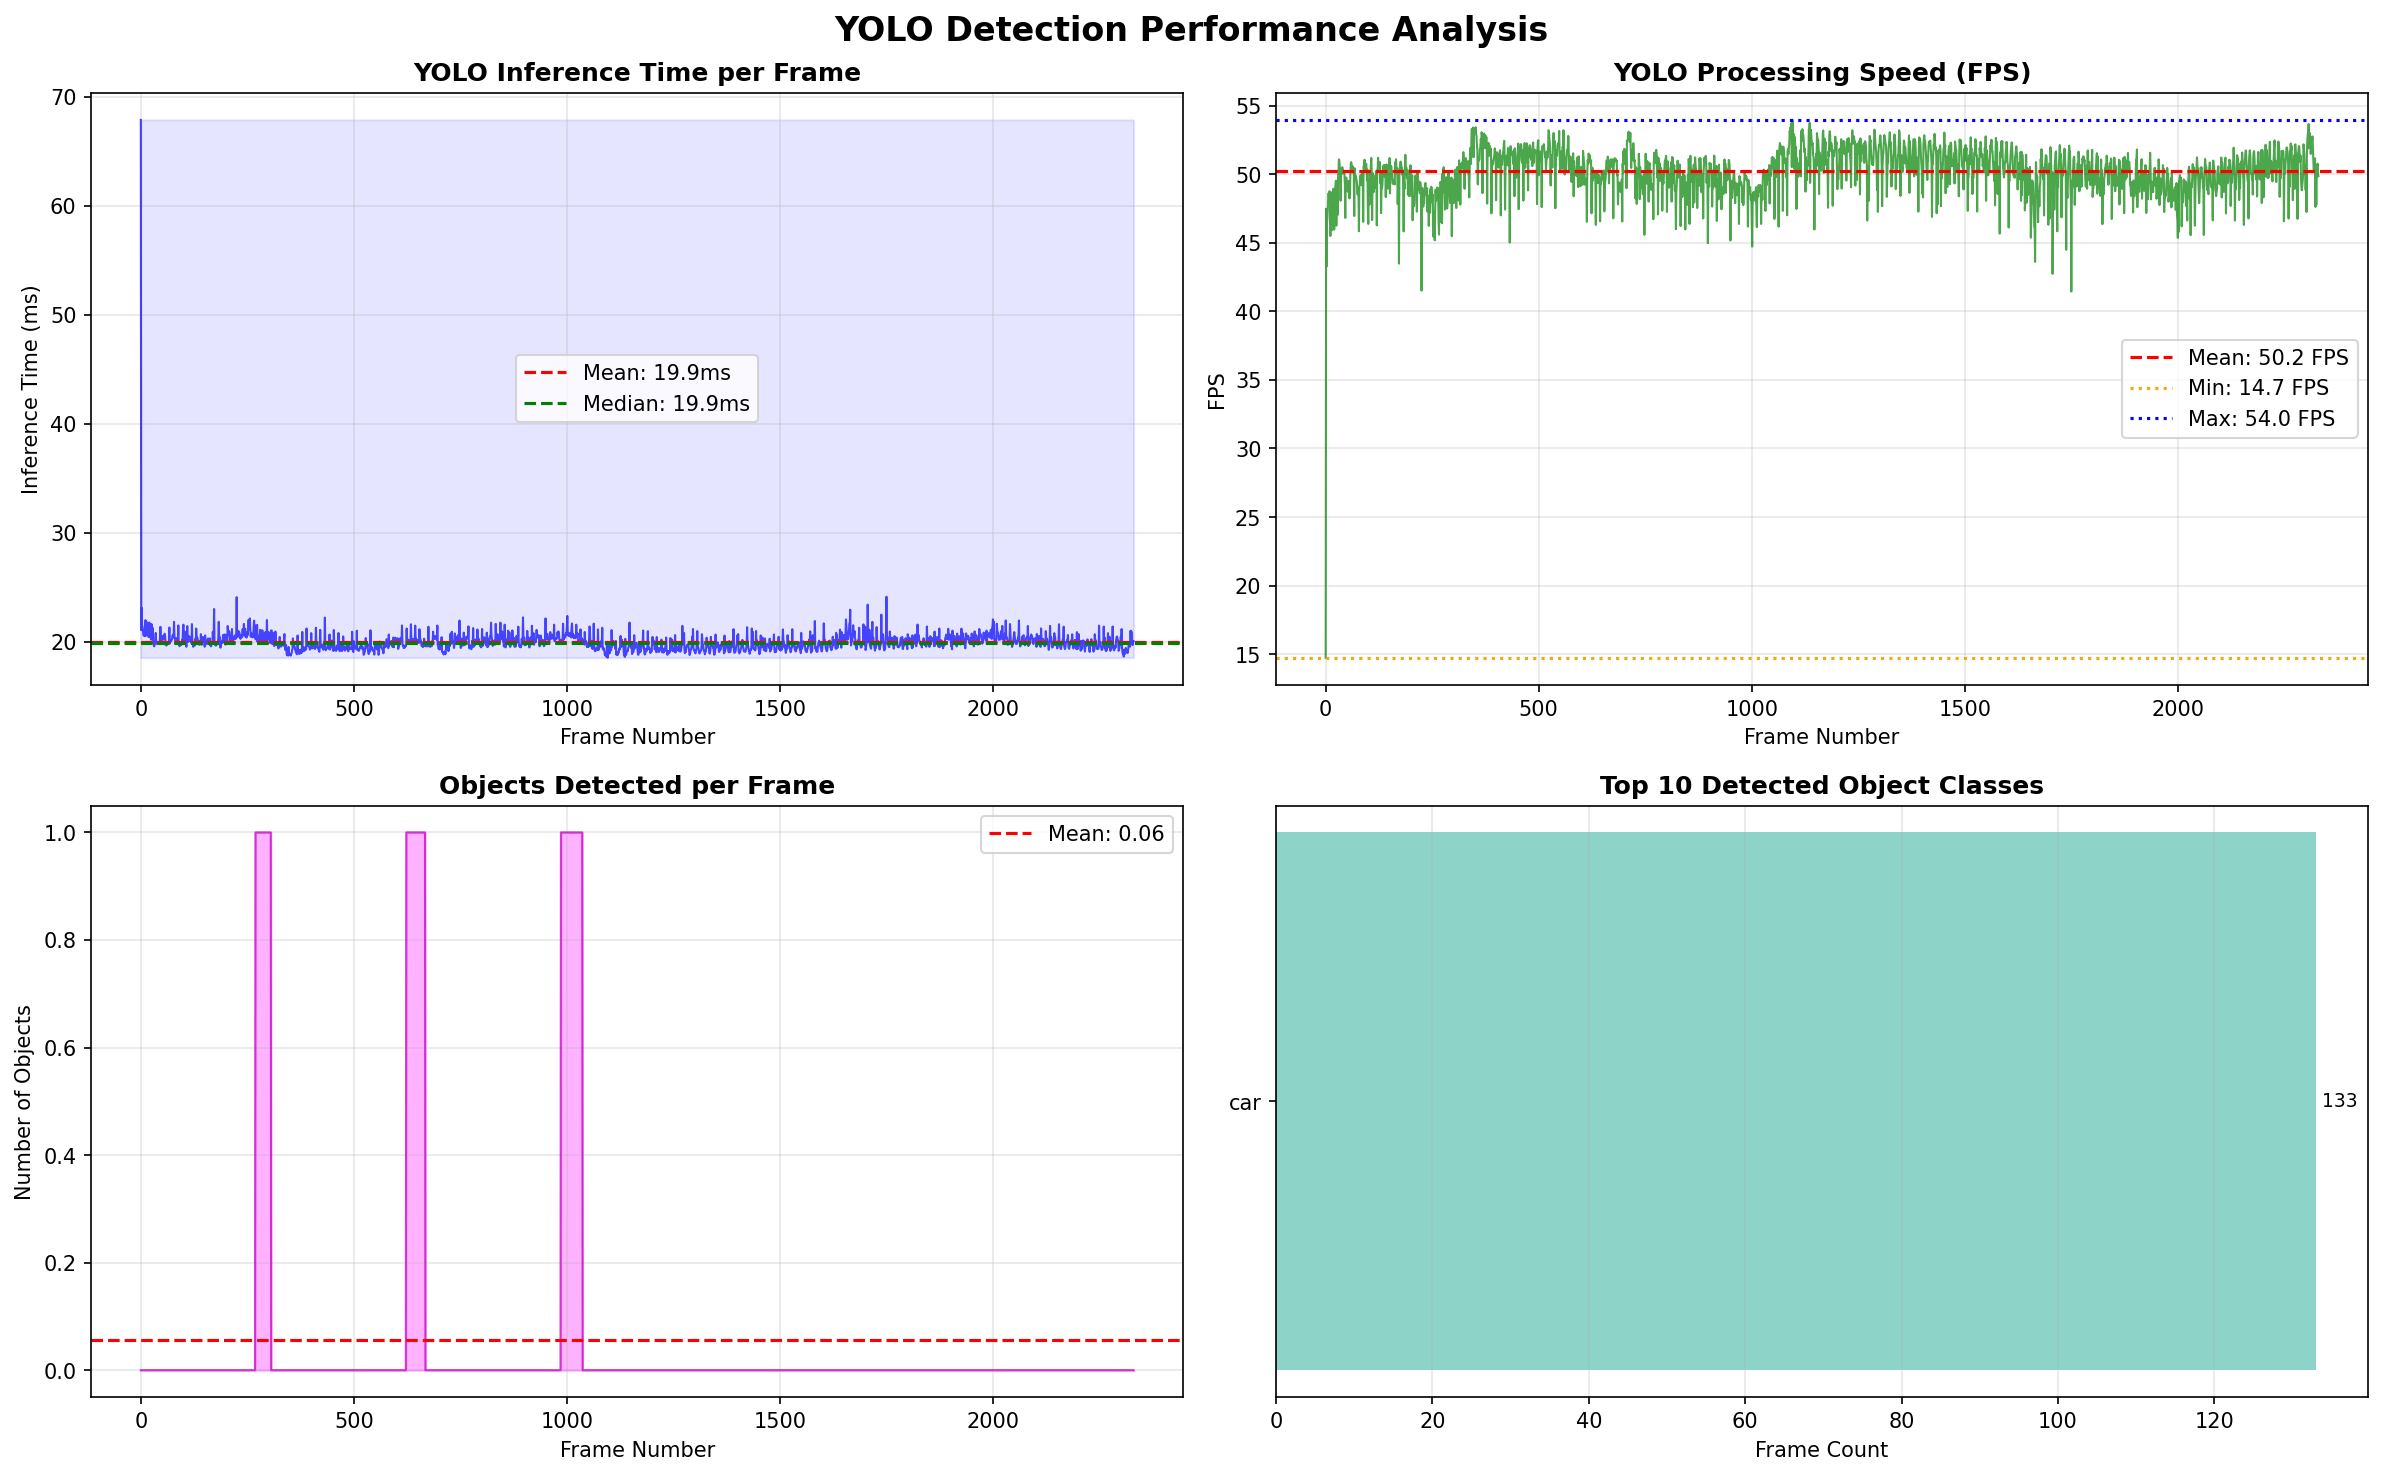 YOLO Detection Performance Analysis
YOLO Inference Time per Frame
70
60
50
40
30
20
Inference Time (ms)
Mean: 19.9ms
Median: 19.9ms
0 500 1000 1500 2000
Frame Number
YOLO Processing Speed (FPS)
55
50
45
40
35
30
25
20
15
FPS
Mean: 50.2 FPS
Min: 14.7 FPS
Max: 54.0 FPS
0 500 1000 1500 2000
Frame Number
Objects Detected per Frame
1.0
0.8
0.6
0.4
0.2
0.0
Number of Objects
Mean: 0.06
0 500 1000 1500 2000
Frame Number
Top 10 Detected Object Classes
car
133
0 20 40 60 80 100 120
Frame Count